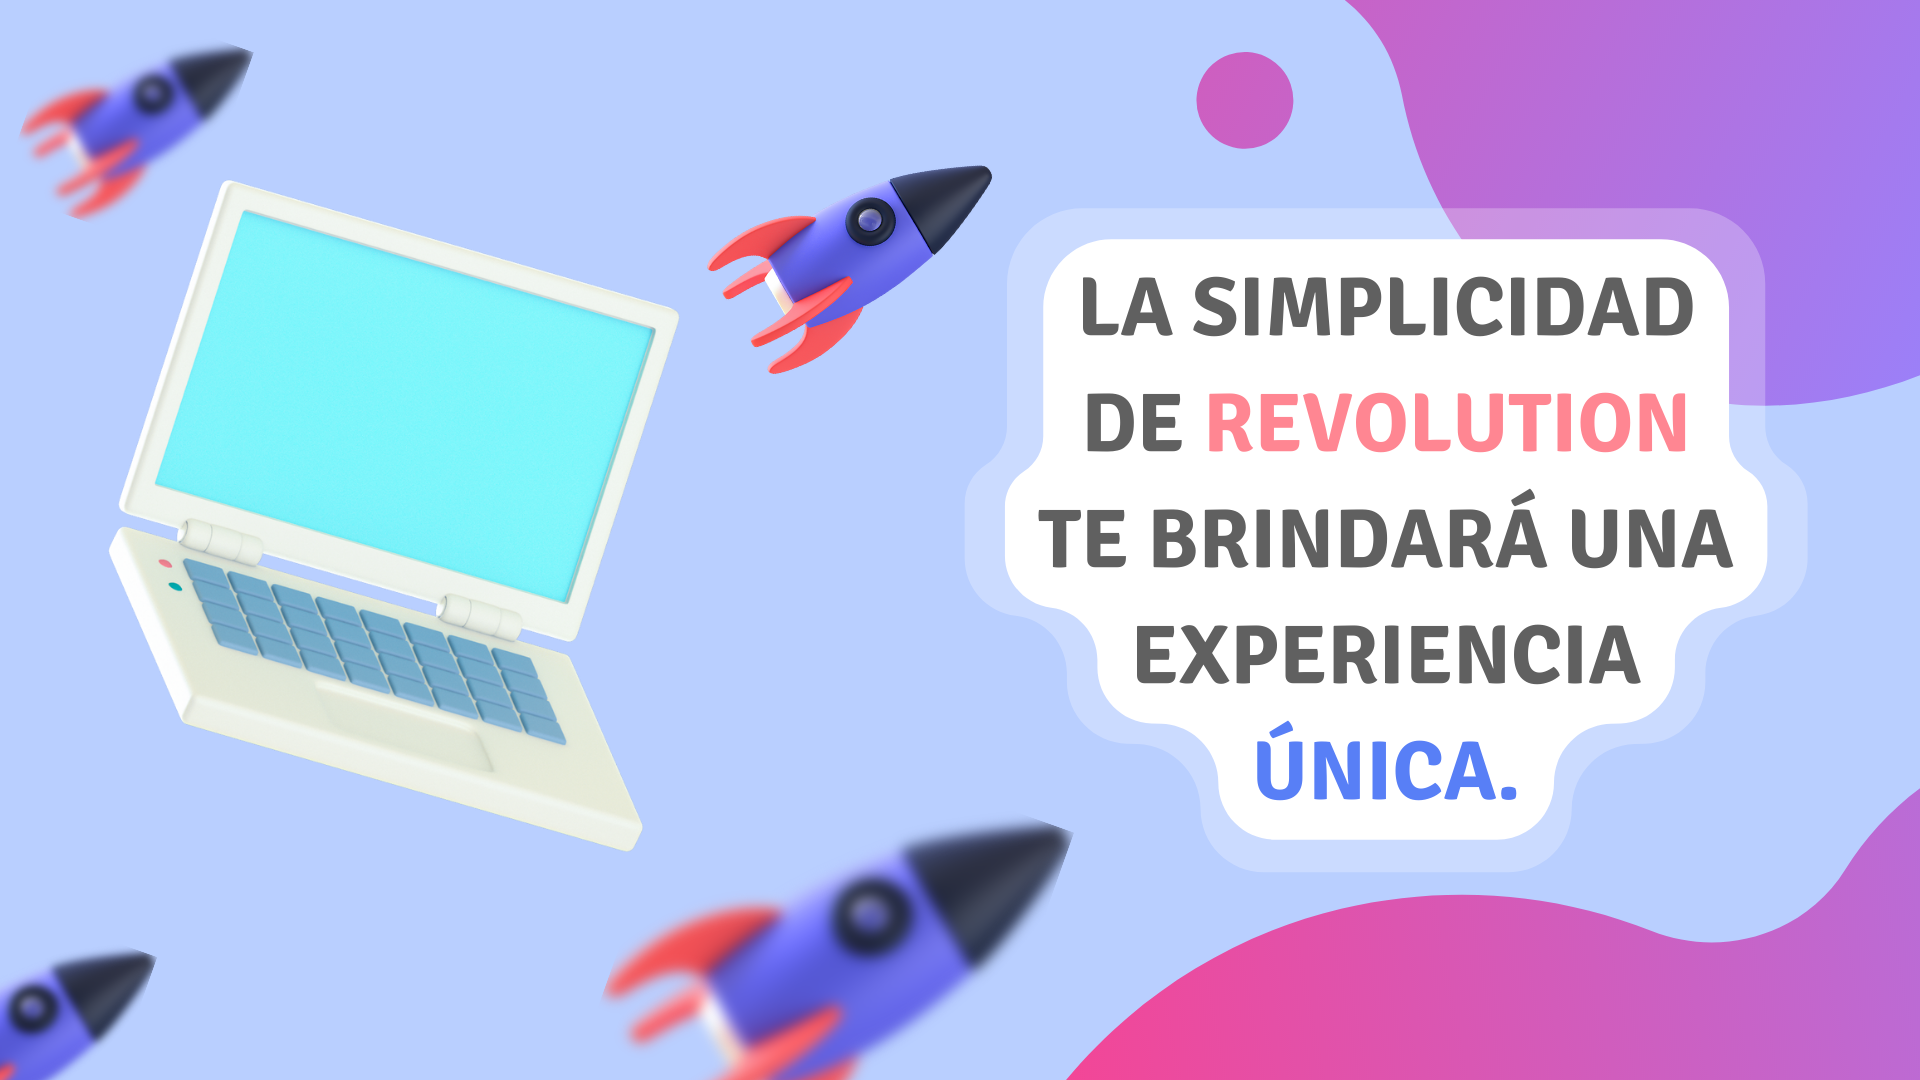 LA SIMPLICIDAD
DE REVOLUTION
TE BRINDARÁ UNA
EXPERIENCIA
ÚNICA.